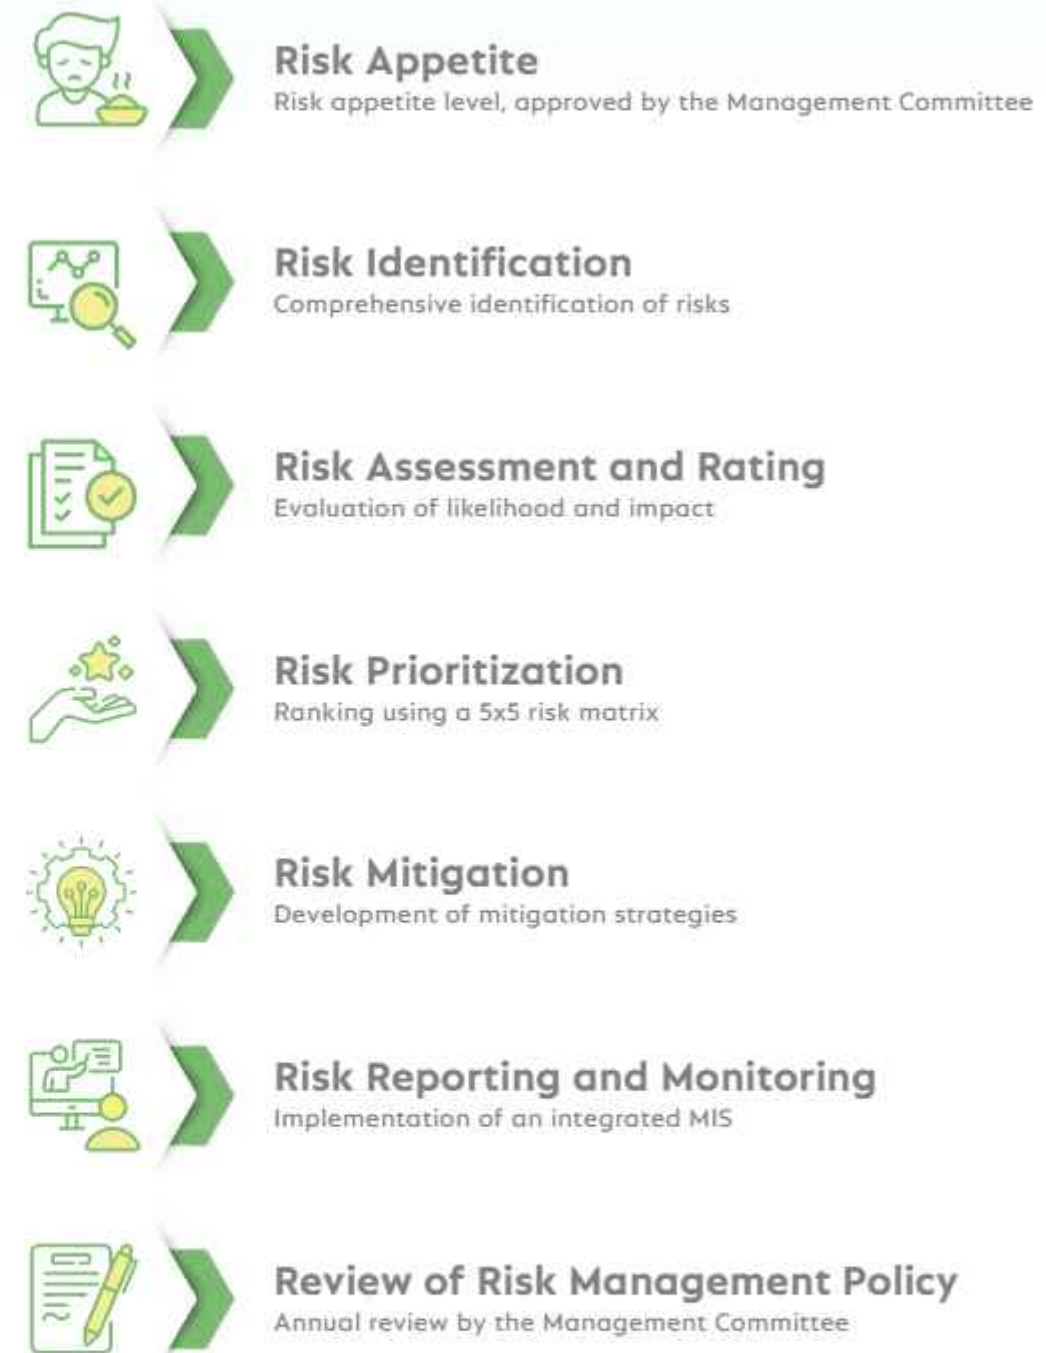 Risk Appetite
Risk appetite level, approved by the Management Committee
Risk Identification
Comprehensive identification of risks
Risk Assessment and Rating
Evaluation of likelihood and impact
Risk Prioritization
Ranking using a 5x5 risk matrix
Risk Mitigation
Development of mitigation strategies
Risk Reporting and Monitoring
Implementation of an integrated MIS
Review of Risk Management Policy
Annual review by the Management Committee